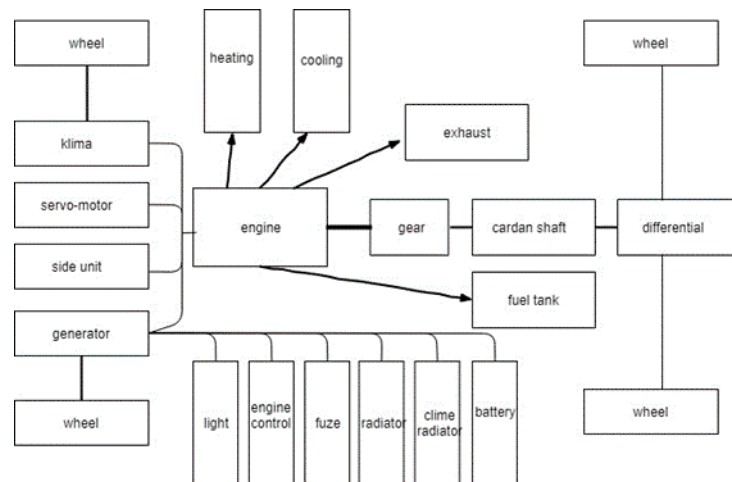 wheel
heating
cooling
wheel
klima
exhaust
servo-motor
engine
gear
cardan shaft
differential
side unit
fuel tank
generator
wheel
light
engine
control
fuze
radiator
clime
radiator
battery
wheel